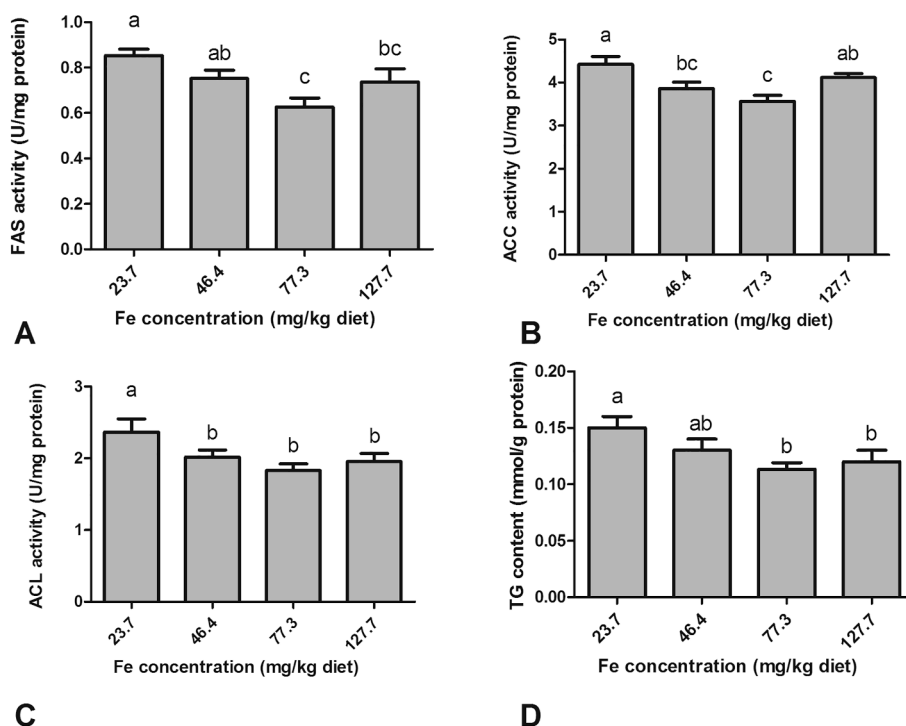 FAS activity (U/mg protein)
1.0
0.8
0.6
0.4
0.2
0.0
a
ab
c
bc
23.7
46.4
77.3
127.7
Fe concentration (mg/kg diet)
A
ACC activity (U/mg protein)
5
4
3
2
1
0
a
bc
c
ab
23.7
46.4
77.3
127.7
Fe concentration (mg/kg diet)
B
ACL activity (U/mg protein)
3
2
1
0
a
b
b
b
23.7
46.4
77.3
127.7
Fe concentration (mg/kg diet)
C
TG content (mmol/g protein)
0.20
0.15
0.10
0.05
0.00
a
ab
b
b
23.7
46.4
77.3
127.7
Fe concentration (mg/kg diet)
D